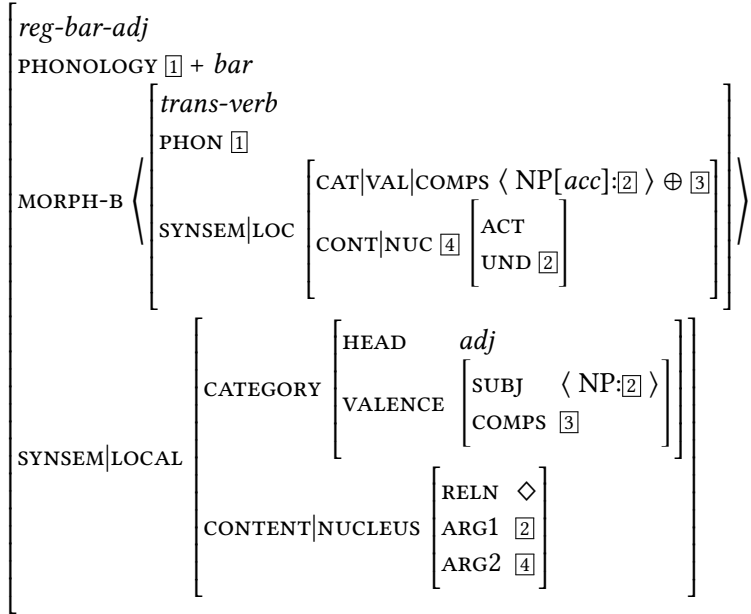 reg-bar-adj
PHONOLOGY 1 + bar
trans-verb
PHON 1
MORPH-B ⟨ SYNSEM|LOC CAT|VAL|COMPS ⟨ NP[acc]:2 ⟩ ⊕ 3 ⟩
CONT|NUC 4 ACT
UND 2
HEAD adj
CATEGORY VALENCE SUBJ ⟨ NP:2 ⟩
COMPS 3
SYNSEM|LOCAL
RELN ◇
CONTENT|NUCLEUS ARG1 2
ARG2 4